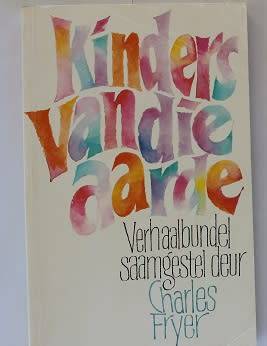 Kinders
van die
aarde
Verhaalbundel
saamgestel deur
Charles
Fryer